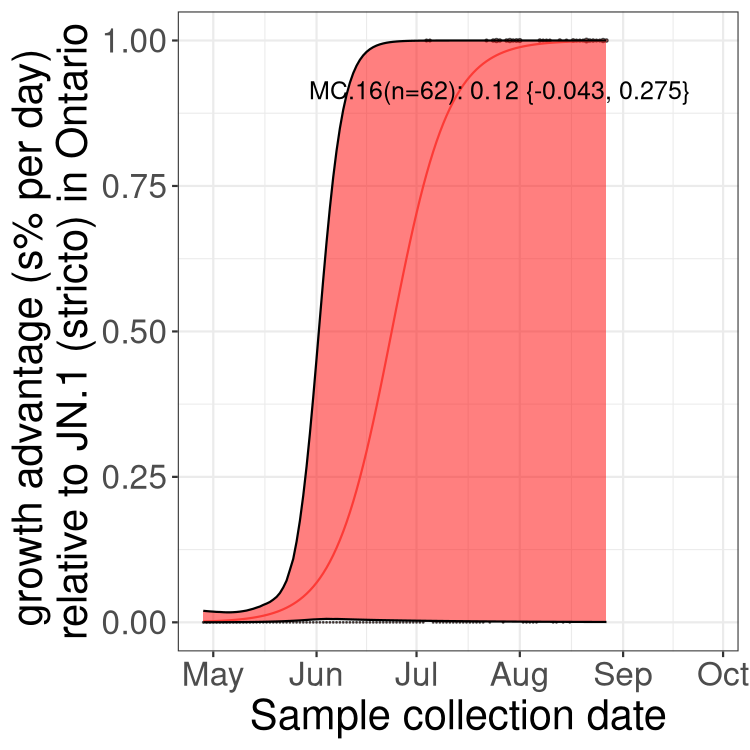 growth advantage (s% per day)
relative to JN.1 (stricto) in Ontario
1.00
0.75
0.50
0.25
0.00
MC.16(n=62): 0.12 {-0.043, 0.275}
May Jun Jul Aug Sep Oct
Sample collection date